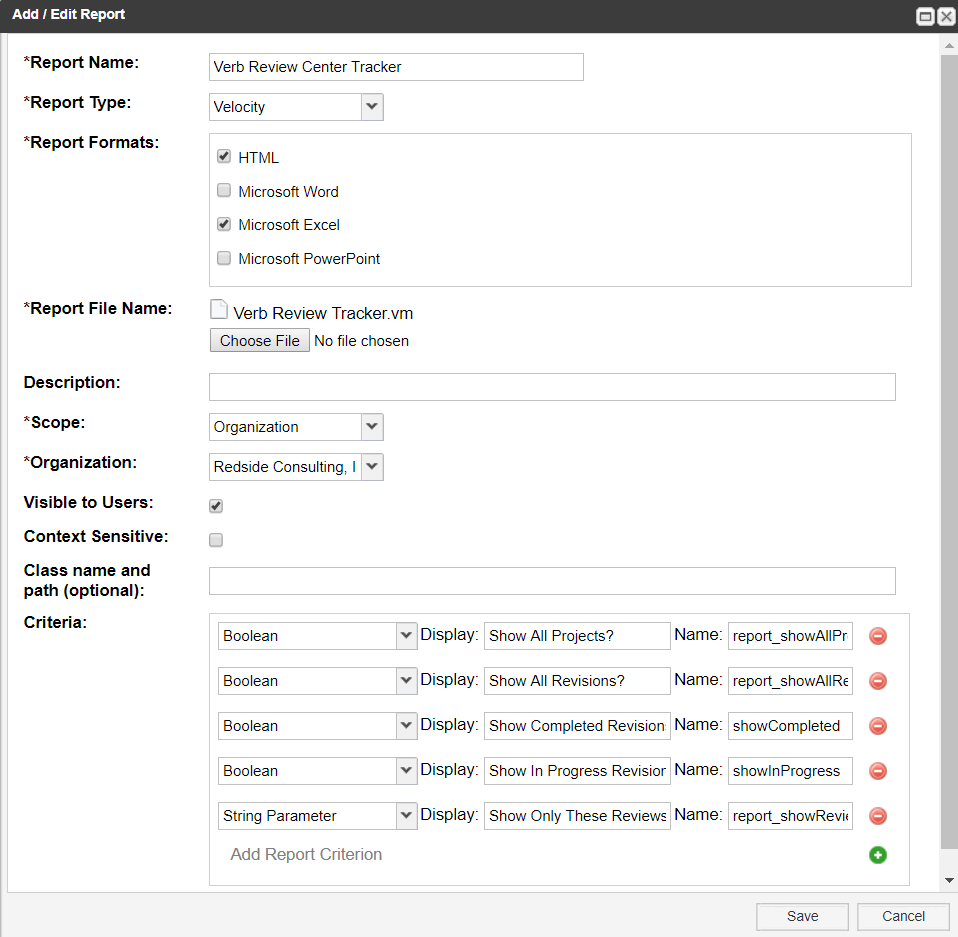 Add / Edit Report
*Report Name: Verb Review Center Tracker
*Report Type: Velocity
*Report Formats:
HTML
Microsoft Word
Microsoft Excel
Microsoft PowerPoint
*Report File Name: Verb Review Tracker.vm
Choose File No file chosen
Description:
*Scope: Organization
*Organization: Redside Consulting, I
Visible to Users:
Context Sensitive:
Class name and
path (optional):
Criteria:
Boolean Display: Show All Projects? Name: report_showAllPr
Boolean Display: Show All Revisions? Name: report_showAllRe
Boolean Display: Show Completed Revision Name: showCompleted
Boolean Display: Show In Progress Revision Name: showInProgress
String Parameter Display: Show Only These Reviews Name: report_showRevie
Add Report Criterion
Save Cancel